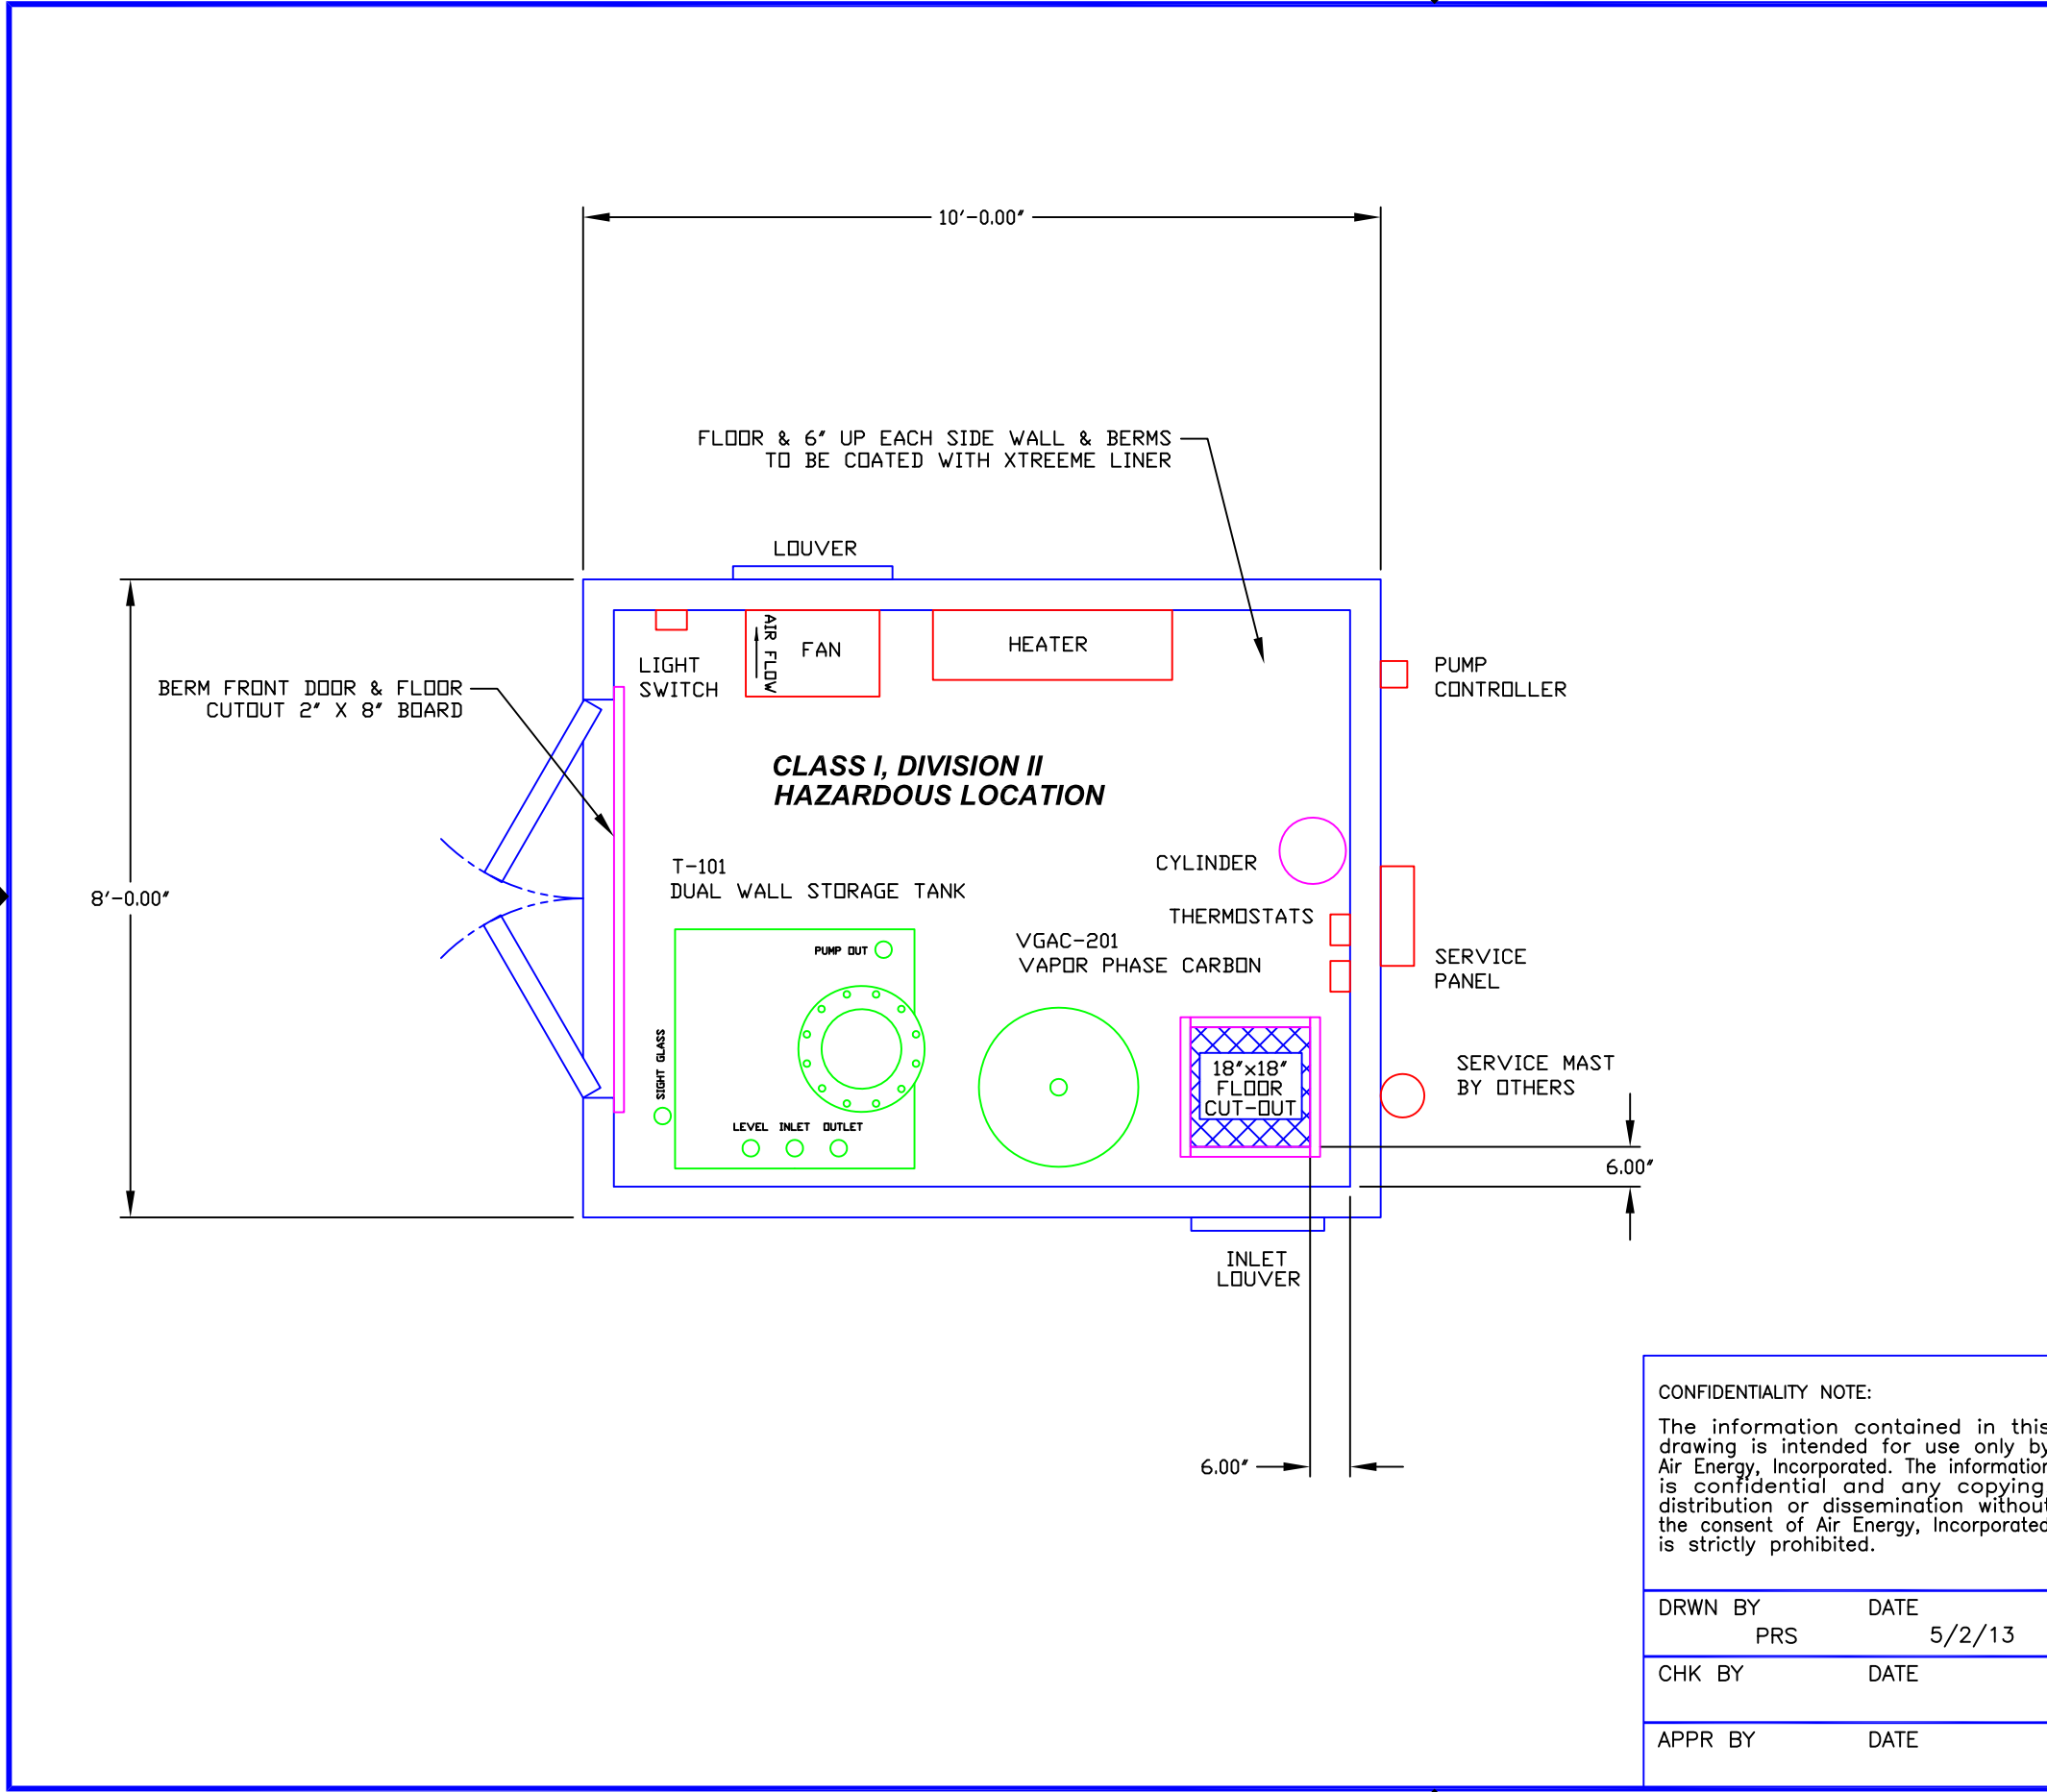 10'-0.00"
FLOOR & 6" UP EACH SIDE WALL & BERMS
TO BE COATED WITH XTREEME LINER
LOUVER
AIR FLOW
FAN
HEATER
LIGHT
SWITCH
PUMP
CONTROLLER
BERM FRONT DOOR & FLOOR
CUTOUT 2" X 8" BOARD
CLASS I, DIVISION II
HAZARDOUS LOCATION
8'-0.00"
T-101
DUAL WALL STORAGE TANK
CYLINDER
THERMOSTATS
PUMP OUT
VGAC-201
VAPOR PHASE CARBON
SERVICE
PANEL
SIGHT GLASS
18"x18"
FLOOR
CUT-OUT
SERVICE MAST
BY OTHERS
LEVEL INLET OUTLET
6.00"
INLET
LOUVER
6.00"
CONFIDENTIALITY NOTE:
The information contained in this
drawing is intended for use only by
Air Energy, Incorporated. The information
is confidential and any copying
distribution or dissemination without
the consent of Air Energy, Incorporated
is strictly prohibited.
DRWN BY DATE
PRS 5/2/13
CHK BY DATE
APPR BY DATE